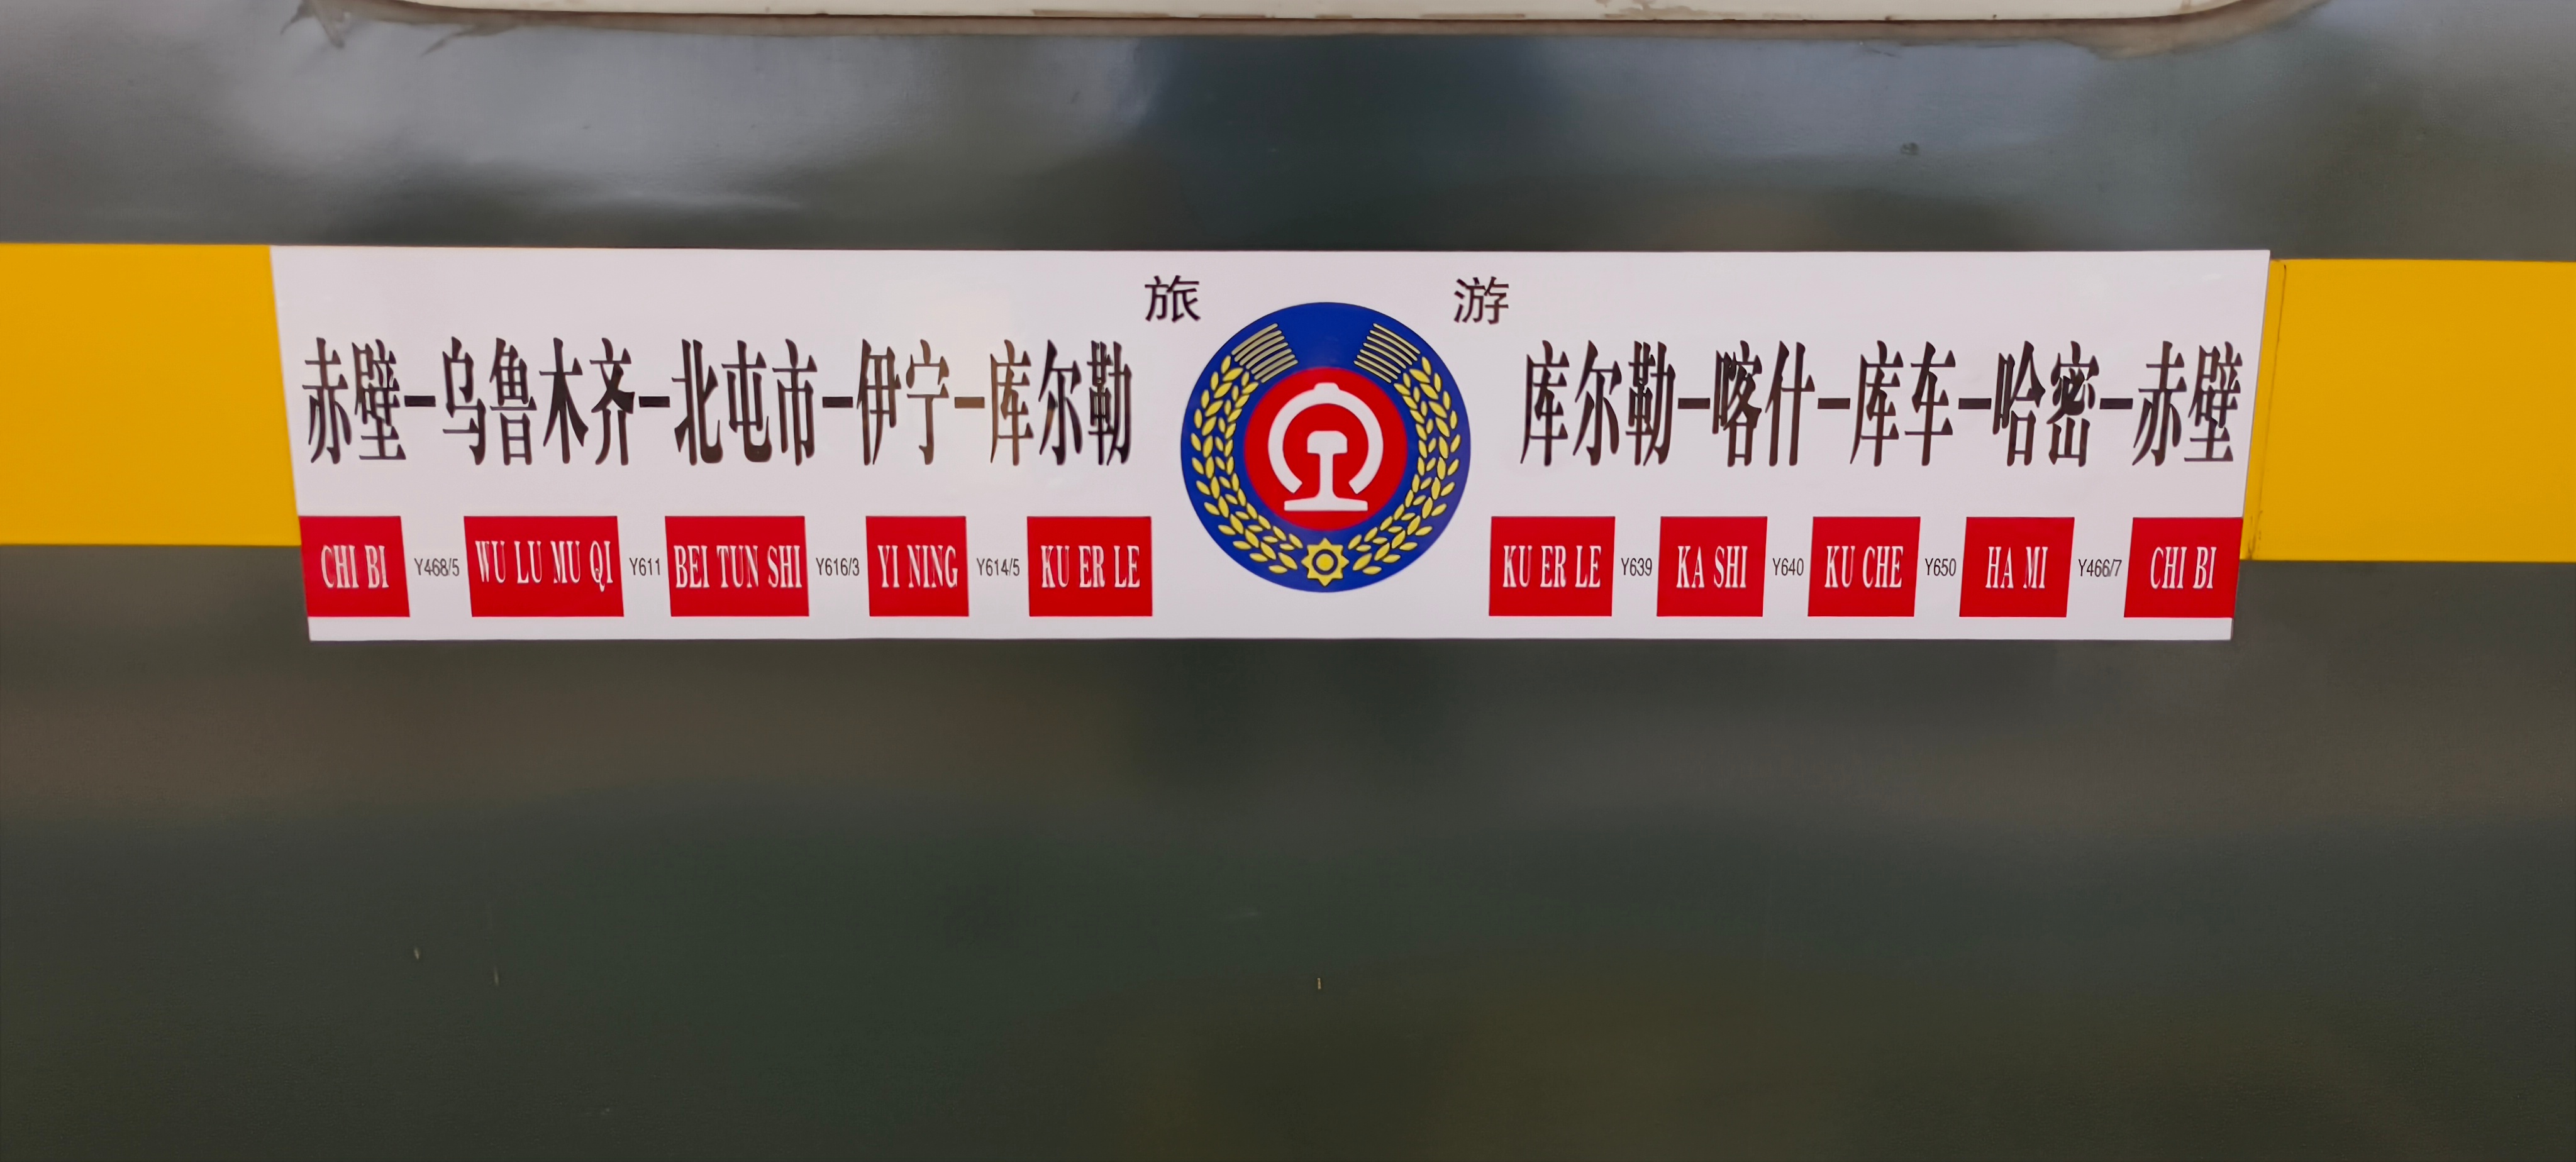 旅 游
赤壁－乌鲁木齐－北屯市－伊宁－库尔勒 库尔勒－喀什－库车－哈密－赤壁
CHI BI Y468/5 WU LU MU QI Y611 BEI TUN SHI Y616/3 YI NING Y614/5 KU ER LE KU ER LE Y639 KA SHI Y640 KU CHE Y650 HA MI Y466/7 CHI BI